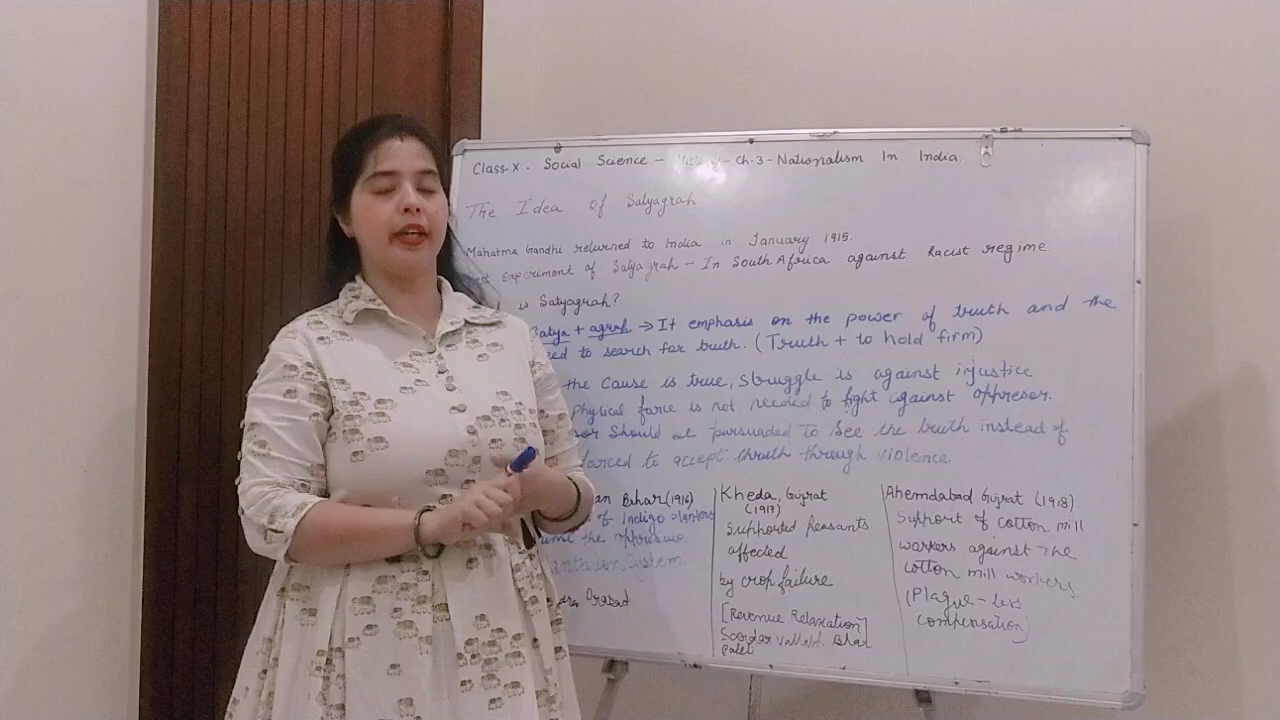 Class-X. Social Science - Ch.3 - Nationalism In India.
The Idea of Satyagrah
Mahatma Gandhi returned to India in January 1915.
Experiment of Satyagrah - In South Africa against Racist regime
is Satyagrah?
Satya + agrah → It emphasis on the power of truth and the
to search for truth. (Truth + to hold firm)
the cause is true, struggle is against injustice
physical force is not needed to fight against oppresor.
Should be pursuaded to see the truth instead of
forced to accept thruth through violence
Bihar (1916)
of Indigo planters
the oppresive
System.
Prasad
Kheda, Gujrat
(1917)
Supported peasants
affected
by crop failure
[Revenue Relaxation]
Sardar Vallabh Bhai
Patel
Ahemdabad Gujrat (1918)
Support of cotton mill
workers against the
cotton mill workers.
(Plague - less
compensation)